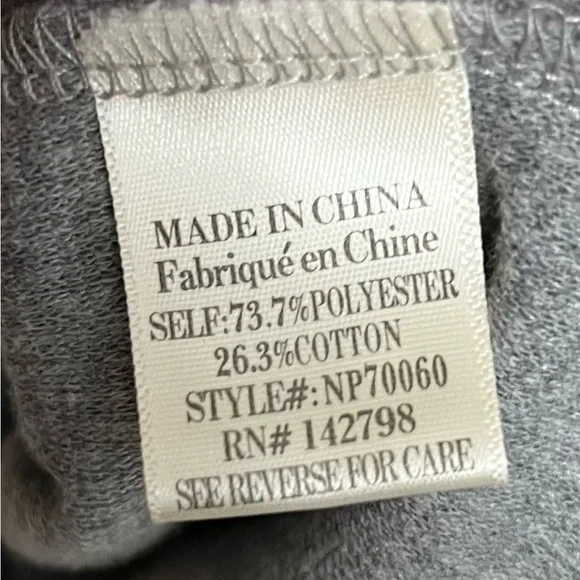 MADE IN CHINA
Fabriqué en Chine
SELF:73.7%POLYESTER
26.3%COTTON
STYLE#:NP70060
RN# 142798
SEE REVERSE FOR CARE